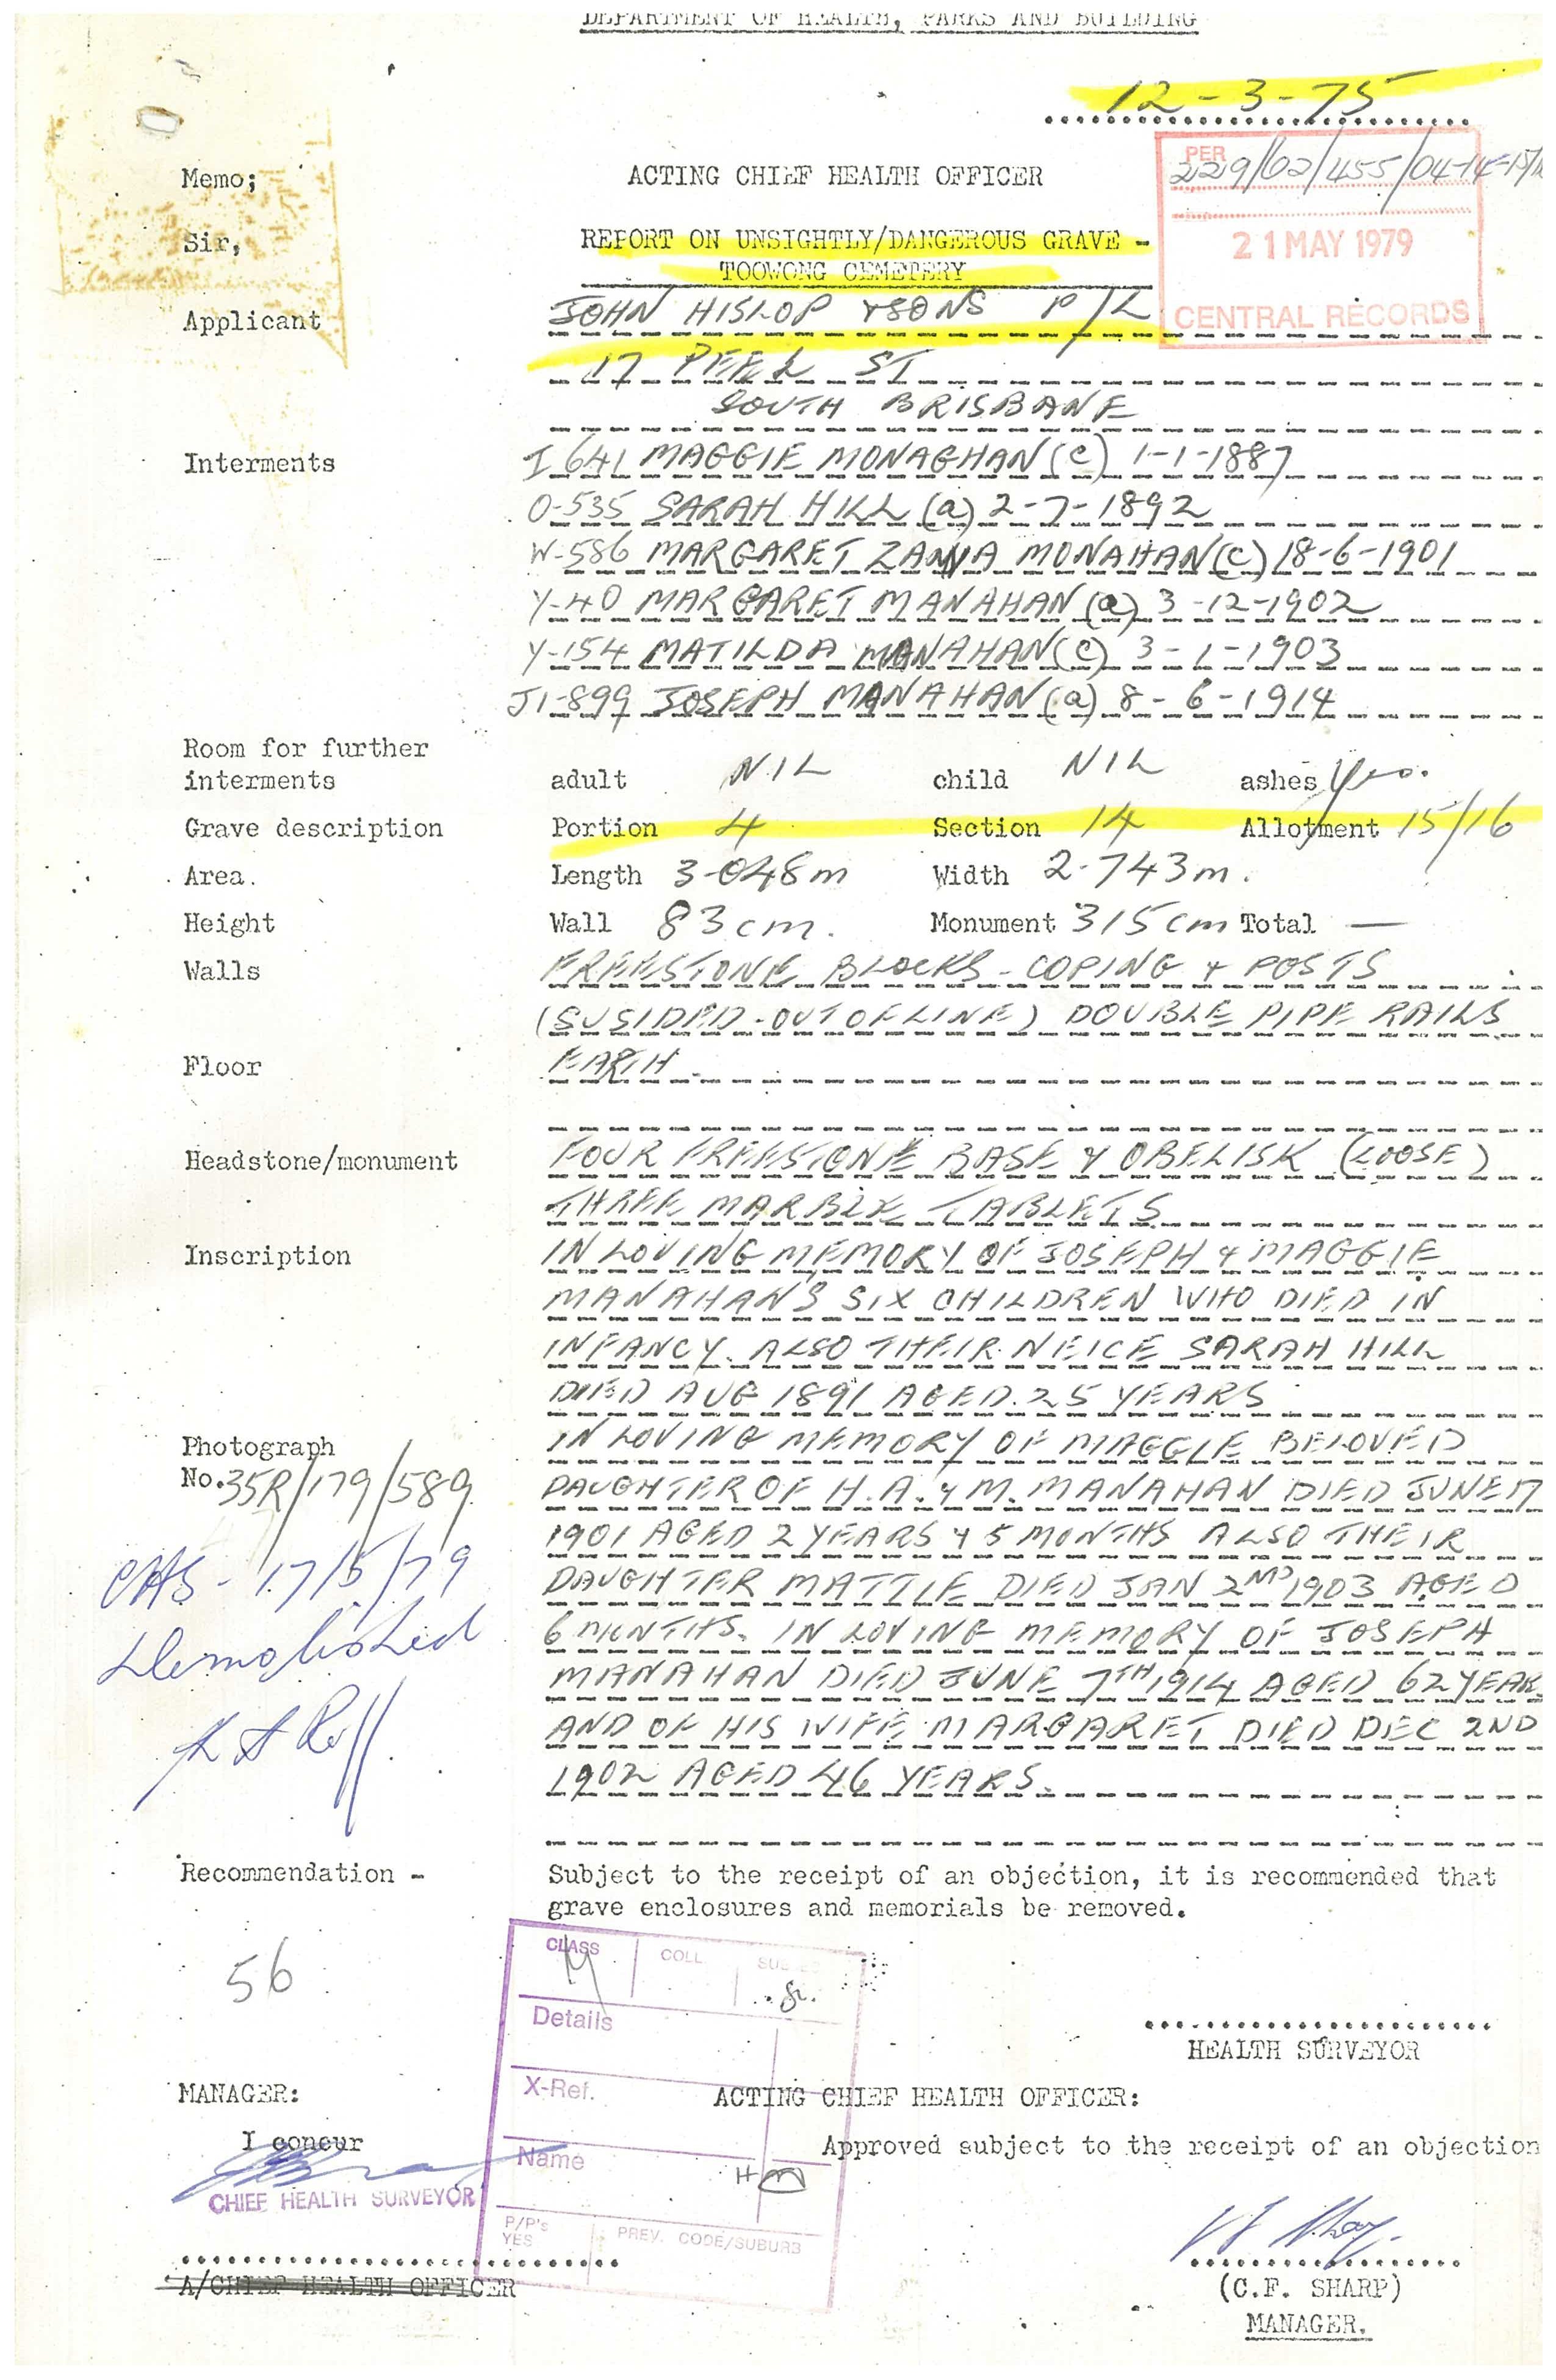 DEPARTMENT OF HEALTH, PARKS AND BUILDING
12-3-75
PER
229/02/455/04-14-15/
21 MAY 1979
CENTRAL RECORDS
Memo; ACTING CHIEF HEALTH OFFICER
Sir, REPORT ON UNSIGHTLY/DANGEROUS GRAVE -
TOOWONG CEMETERY
Applicant JOHN HISLOP & SONS P/L
17 PEEL ST
SOUTH BRISBANE
Interments I 641 MAGGIE MONAGHAN (c) 1-1-1887
O-535 SARAH HILL (a) 2-7-1892
W-586 MARGARET ZANNA MONAHAN (c) 18-6-1901
Y-40 MARGARET MANAHAN (a) 3-12-1902
Y-154 MATILDA MANAHAN (c) 3-1-1903
J1-899 JOSEPH MANAHAN (a) 8-6-1914
Room for further
interments adult NIL child NIL ashes Yes.
Grave description Portion 4 Section 14 Allotment 15/16
Area. Length 3.048m Width 2.743m.
Height Wall 83cm. Monument 315cm Total —
Walls FREESTONE BLOCKS - COPING & POSTS
(SUSIDED - OUT OF LINE) DOUBLE PIPE RAILS
Floor EARTH
Headstone/monument FOUR FREESTONE BASE & OBELISK (LOOSE)
THREE MARBLE TABLETS
Inscription IN LOVING MEMORY OF JOSEPH & MAGGIE
MANAHAN'S SIX CHILDREN WHO DIED IN
INFANCY. ALSO THEIR NEICE SARAH HILL
DIED AUG 1891 AGED 25 YEARS
Photograph IN LOVING MEMORY OF MAGGIE BELOVED
No. 35R/179/589 DAUGHTER OF H.A. & M. MANAHAN DIED JUNE 17
1901 AGED 2 YEARS & 5 MONTHS ALSO THEIR
CHS - 17/5/79 DAUGHTER MATTIE DIED JAN 2ND 1903 AGED
Demolished 6 MONTHS. IN LOVING MEMORY OF JOSEPH
MANAHAN DIED JUNE 7TH 1914 AGED 62 YEAR
AND OF HIS WIFE MARGARET DIED DEC 2ND
1902 AGED 46 YEARS.
Recommendation - Subject to the receipt of an objection, it is recommended that
grave enclosures and memorials be removed.
56
CLASS COLL
Details
X-Ref.
Name
P/P's
YES PREV. CODE/SUBURB
HEALTH SURVEYOR
MANAGER: ACTING CHIEF HEALTH OFFICER:
I concur Approved subject to the receipt of an objection
CHIEF HEALTH SURVEYOR
A/CHIEF HEALTH OFFICER
(C.F. SHARP)
MANAGER.